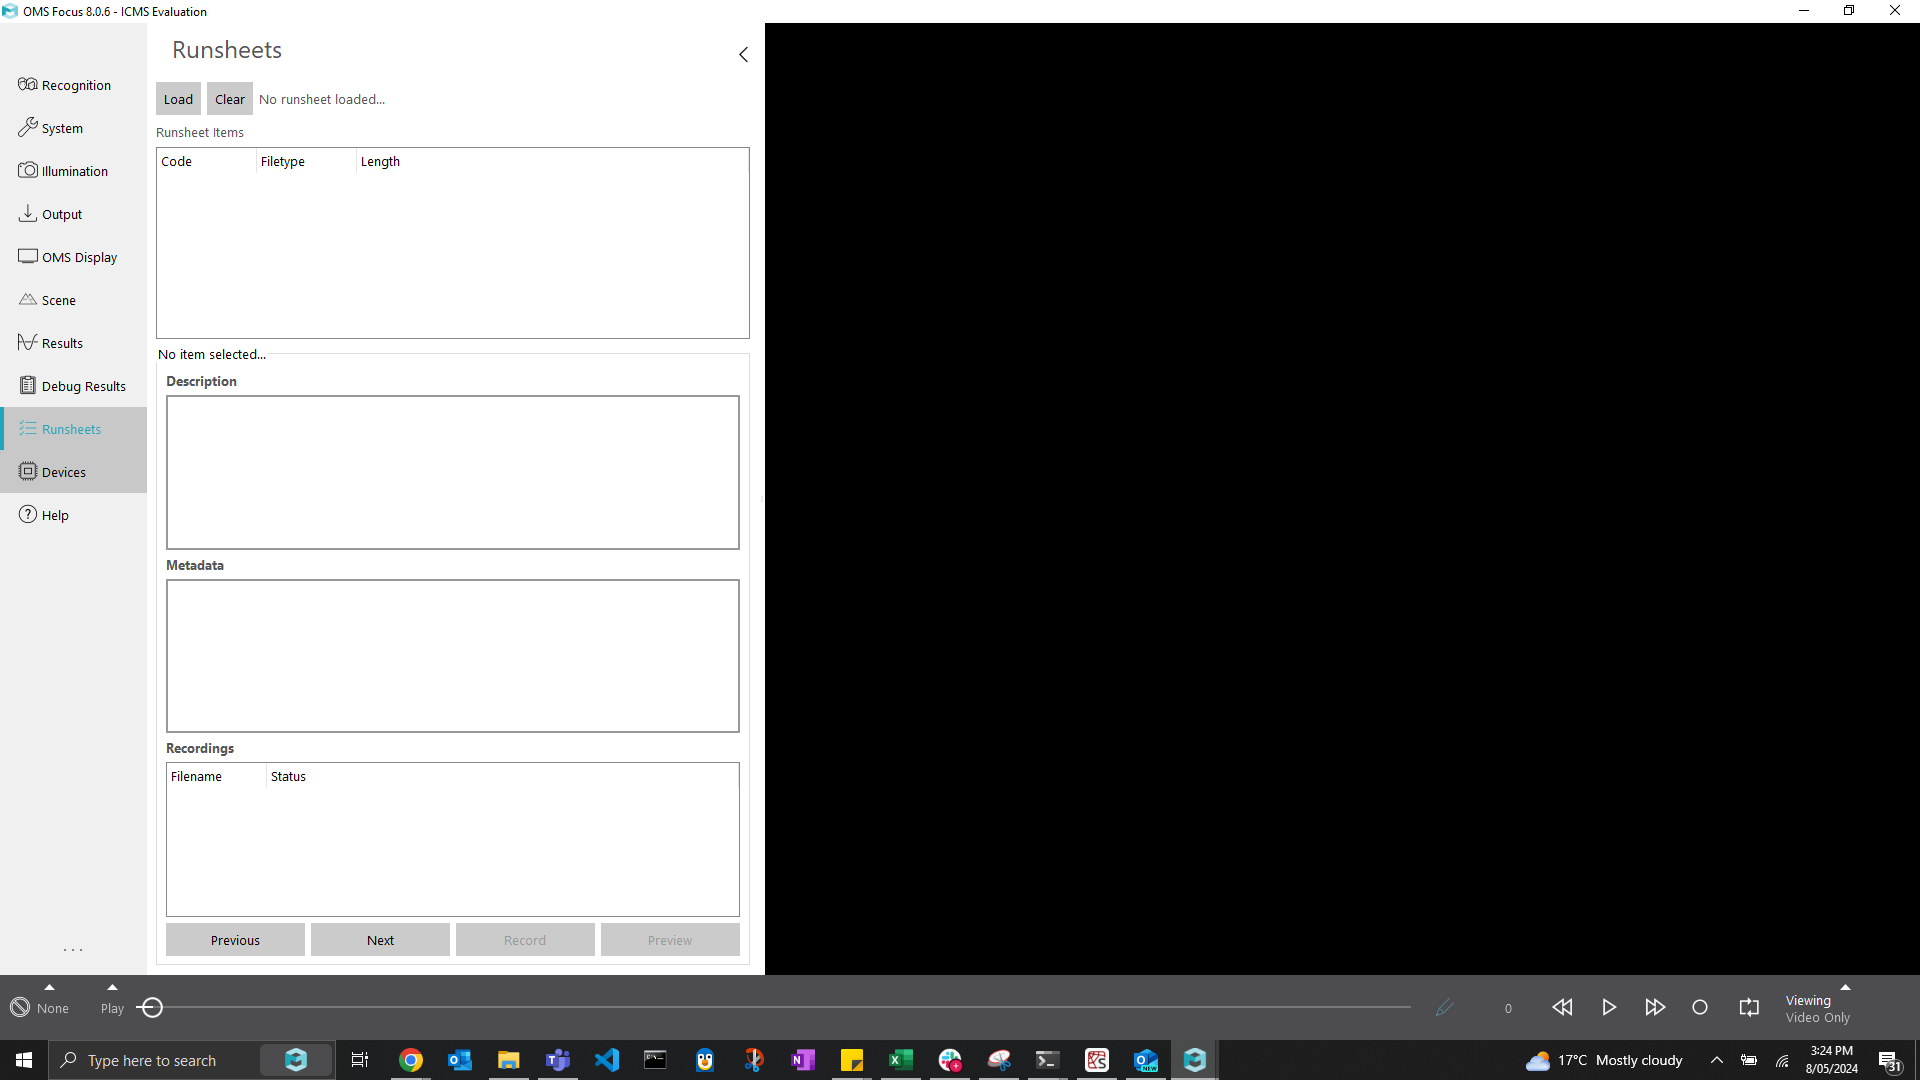 OMS Focus 8.0.6 - ICMS Evaluation
Recognition
System
Illumination
Output
OMS Display
Scene
Results
Debug Results
Runsheets
Devices
Help
...
Runsheets
Load Clear No runsheet loaded...
Runsheet Items
Code Filetype Length
No item selected...
Description
Metadata
Recordings
Filename Status
Previous Next Record Preview
None Play 0 Viewing
Video Only
Type here to search
NEW
17°C Mostly cloudy
3:24 PM
8/05/2024
31